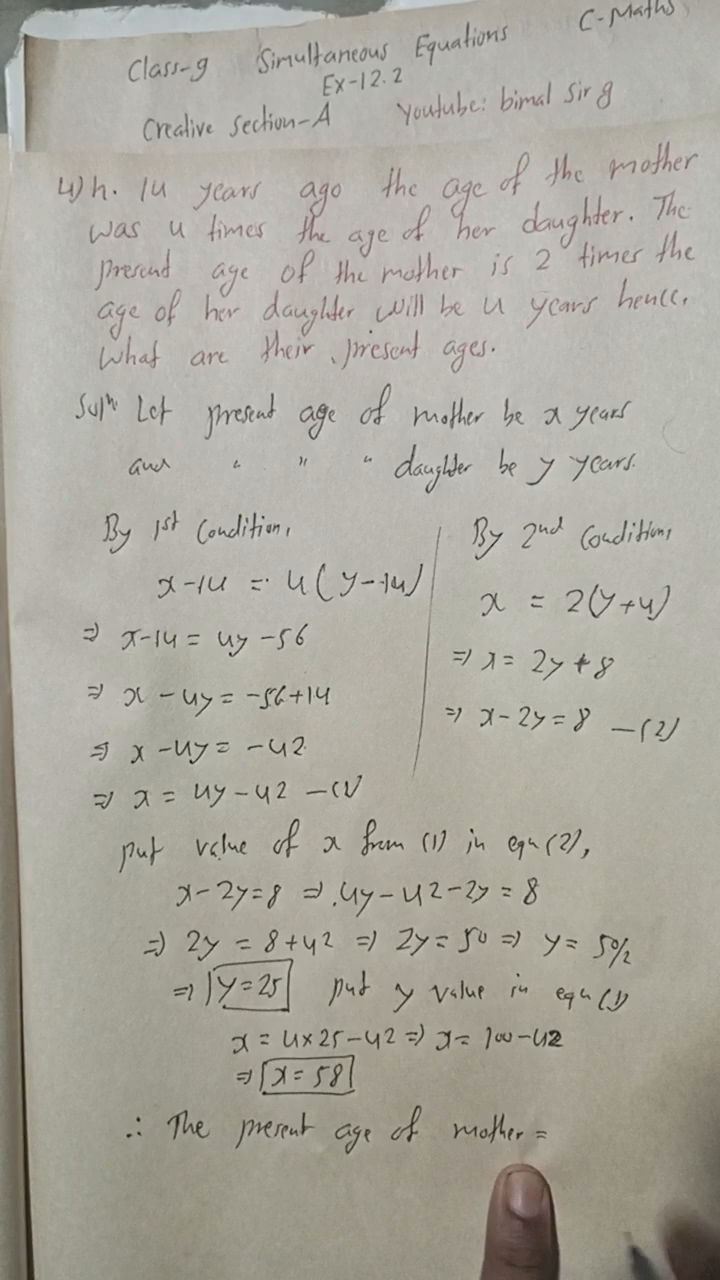 C-Maths
Class-9 Simultaneous Equations
Ex-12.2
Creative Section-A Youtube: bimal Sir g
4) h. 14 years ago the age of the mother
was 4 times the age of her daughter. The
present age of the mother is 2 times the
age of her daughter will be 4 years hence.
What are their present ages.
Solⁿ Let present age of mother be x years
and " " " daughter be y years.
By 1st Condition,
x-14 = 4(y-14)
⇒ x-14 = 4y-56
⇒ x-4y = -56+14
⇒ x-4y = -42
⇒ x = 4y-42 —(1)
By 2nd Condition,
x = 2(y+4)
⇒ x = 2y+8
⇒ x-2y=8 —(2)
put value of x from (1) in eqn (2),
x-2y=8 ⇒ 4y-42-2y = 8
⇒ 2y = 8+42 ⇒ 2y = 50 ⇒ y = 50/2
⇒ y=25 put y value in eqn (1)
x = 4×25-42 ⇒ x = 100-42
⇒ x = 58
∴ The present age of mother =